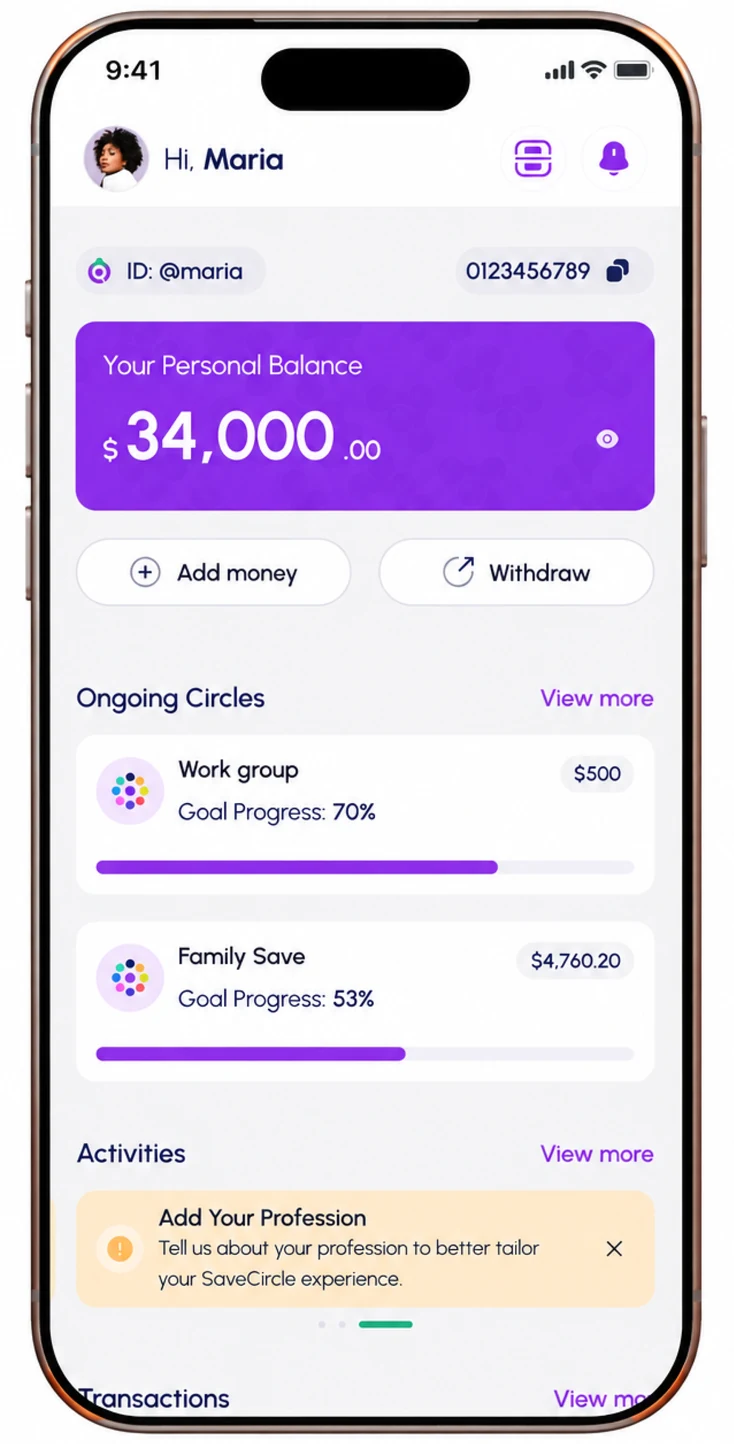 9:41
Hi, Maria
ID: @maria
0123456789
Your Personal Balance
$34,000.00
Add money
Withdraw
Ongoing Circles
View more
Work group
$500
Goal Progress: 70%
Family Save
$4,760.20
Goal Progress: 53%
Activities
View more
Add Your Profession
Tell us about your profession to better tailor
your SaveCircle experience.
Transactions
View mo